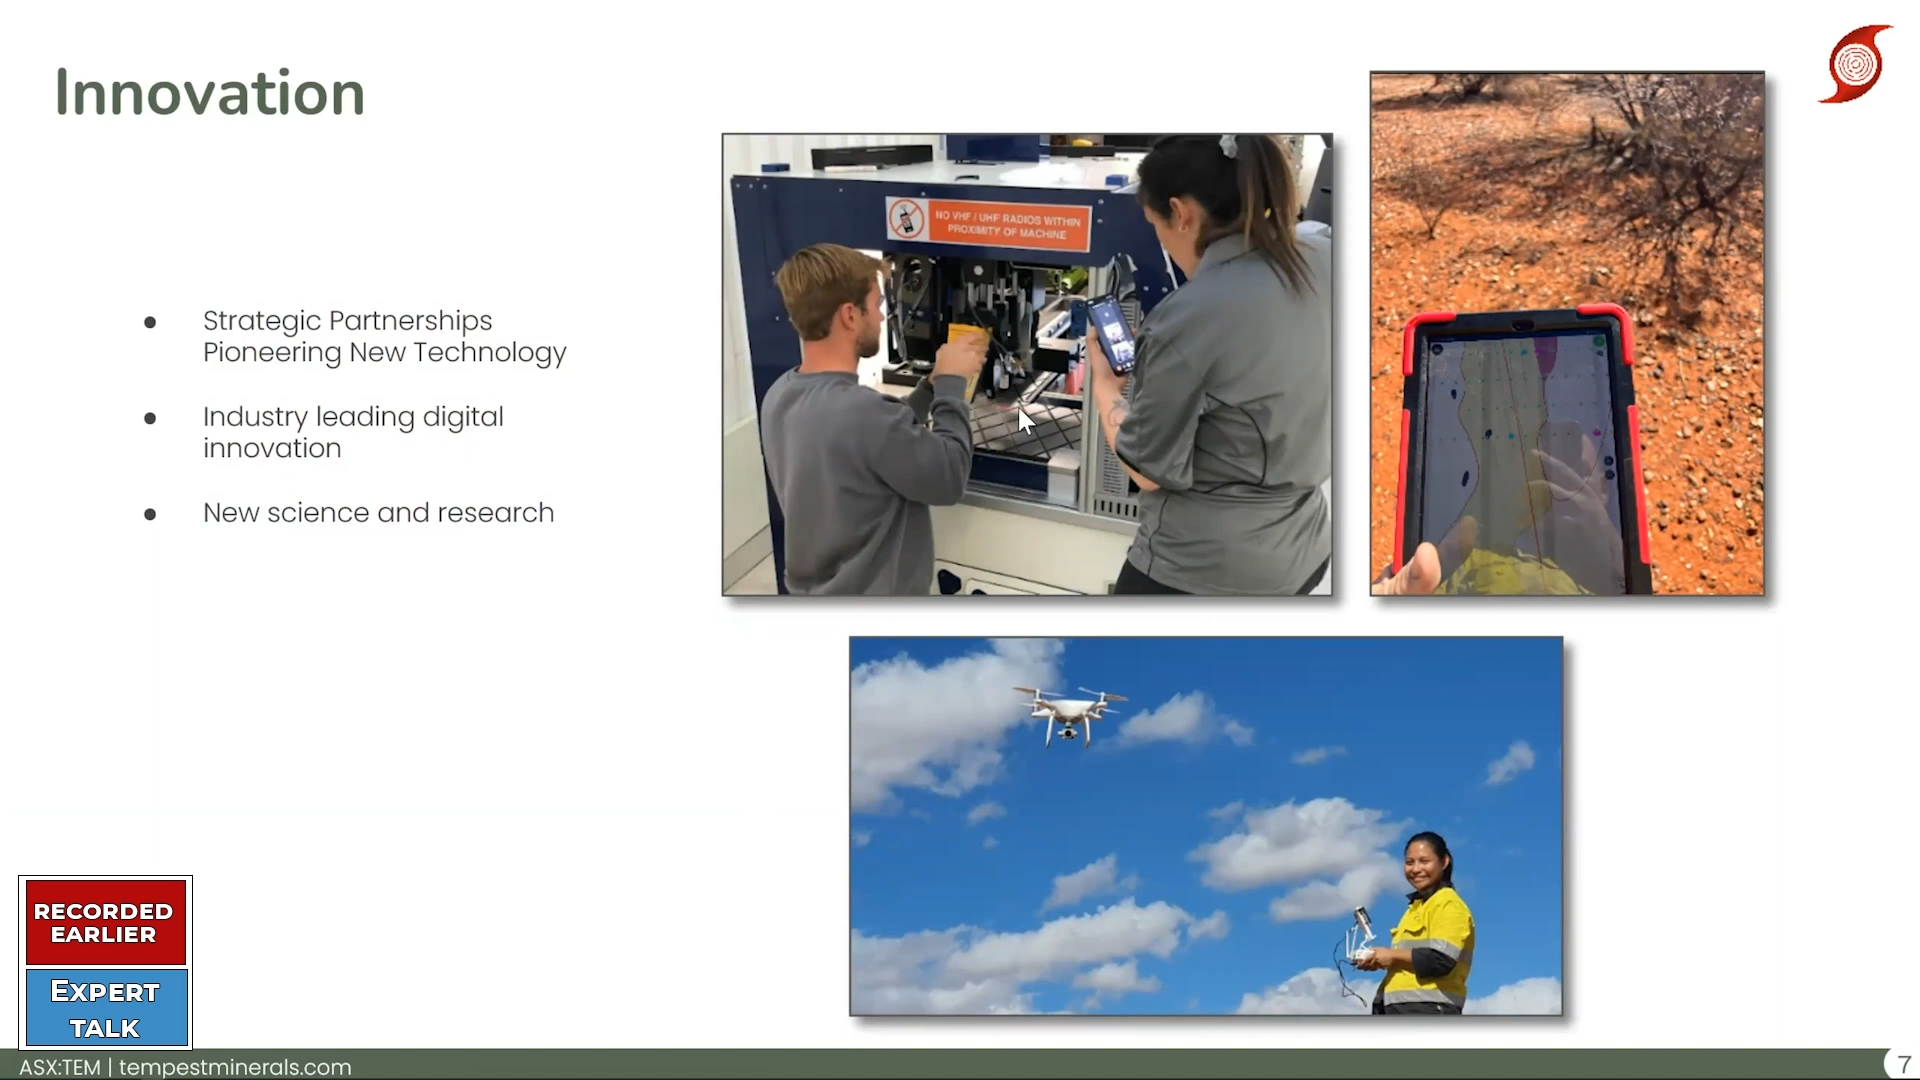 Innovation
Strategic Partnerships
Pioneering New Technology
Industry leading digital
innovation
New science and research
NO VHF / UHF RADIOS WITHIN
PROXIMITY OF MACHINE
RECORDED
EARLIER
EXPERT
TALK
ASX:TEM | tempestminerals.com
7